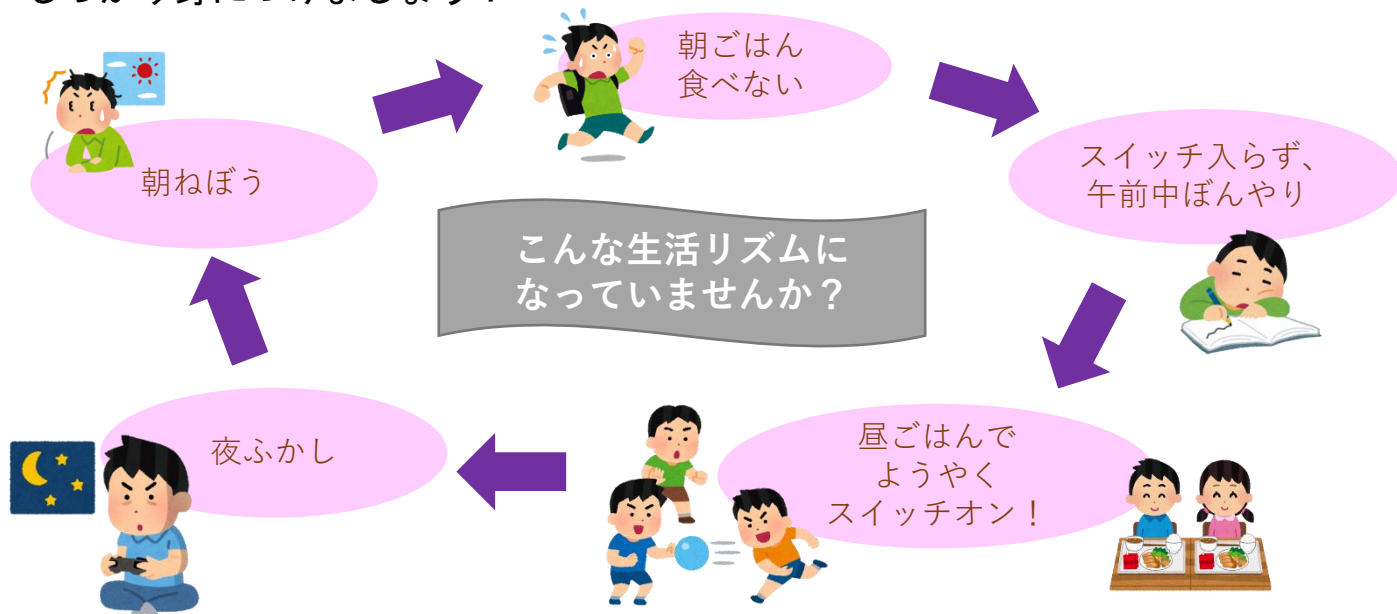 朝ごはん
食べない
スイッチ入らず、
午前中ぼんやり
朝ねぼう
こんな生活リズムに
なっていませんか？
昼ごはんで
ようやく
スイッチオン！
夜ふかし